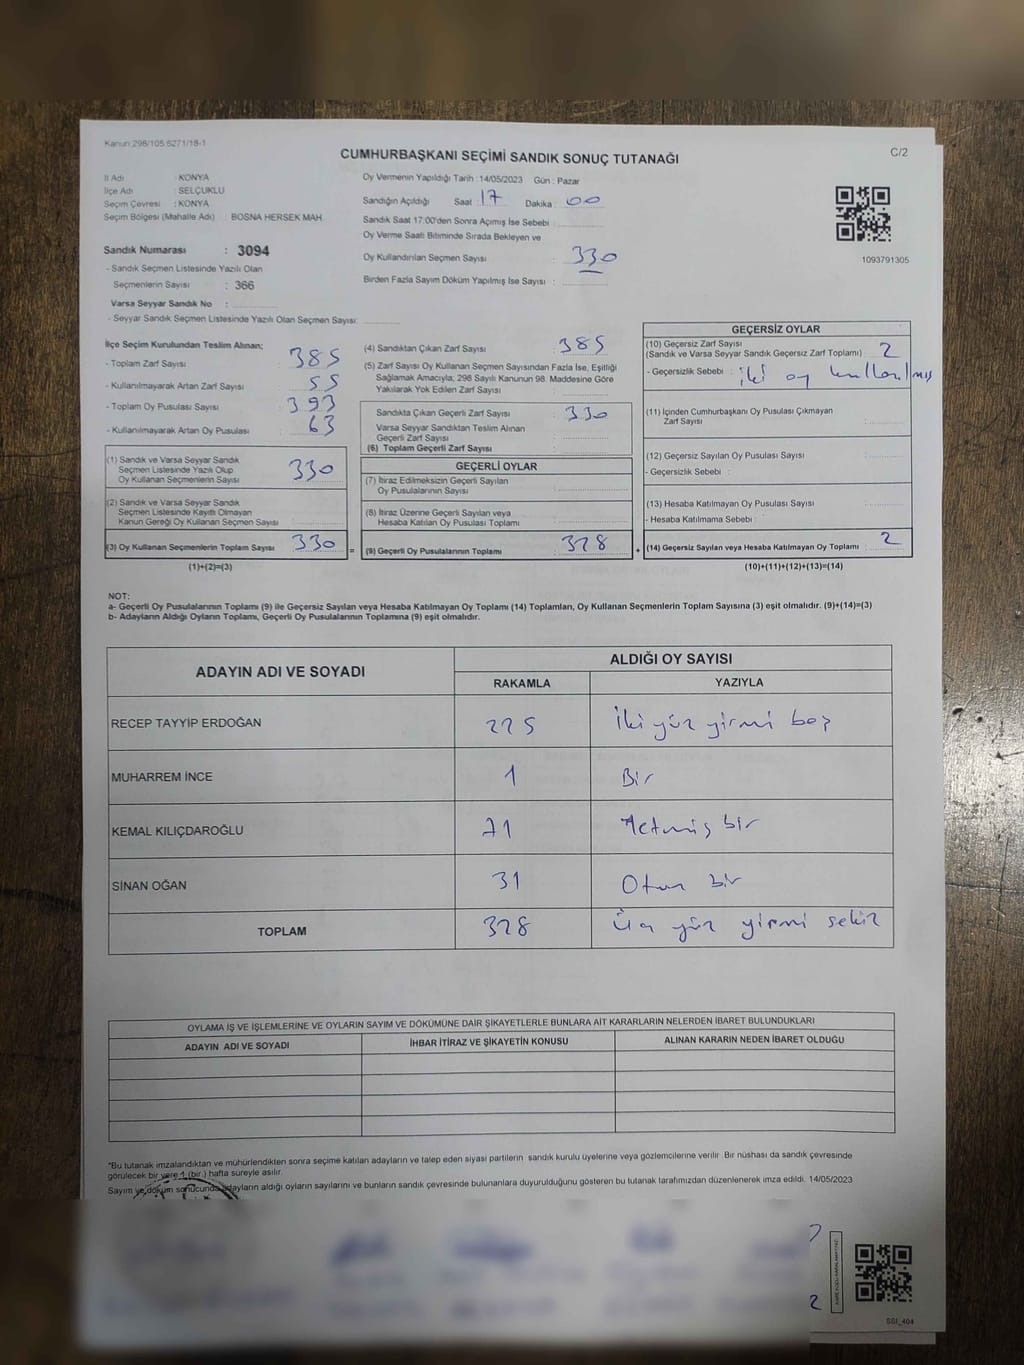 Kanun:298/105,6271/18-1
CUMHURBAŞKANI SEÇİMİ SANDIK SONUÇ TUTANAĞI
C/2
İl Adı : KONYA
İlçe Adı : SELÇUKLU
Seçim Çevresi : KONYA
Seçim Bölgesi (Mahalle Adı) : BOSNA HERSEK MAH.
Sandık Numarası : 3094
- Sandık Seçmen Listesinde Yazılı Olan
Seçmenlerin Sayısı : 366
Varsa Seyyar Sandık No :
- Seyyar Sandık Seçmen Listesinde Yazılı Olan Seçmen Sayısı:
Oy Vermenin Yapıldığı Tarih : 14/05/2023 Gün : Pazar
Sandığın Açıldığı Saat 17 Dakika : 00
Sandık Saat 17:00'den Sonra Açımış İse Sebebi :
Oy Verme Saati Bitiminde Sırada Bekleyen ve
Oy Kullandırılan Seçmen Sayısı : 330
Birden Fazla Sayım Döküm Yapılmış İse Sayısı :
1093791305
İlçe Seçim Kurulundan Teslim Alınan;
- Toplam Zarf Sayısı : 385
- Kullanılmayarak Artan Zarf Sayısı : 55
- Toplam Oy Pusulası Sayısı : 393
- Kullanılmayarak Artan Oy Pusulası : 63
(1) Sandık ve Varsa Seyyar Sandık
Seçmen Listesinde Yazılı Olup
Oy Kullanan Seçmenlerin Sayısı 330
(2) Sandık ve Varsa Seyyar Sandık
Seçmen Listesinde Kayıtlı Olmayan
Kanun Gereği Oy Kullanan Seçmen Sayısı
(3) Oy Kullanan Seçmenlerin Toplam Sayısı 330
(1)+(2)=(3)
=
(4) Sandıktan Çıkan Zarf Sayısı : 385
(5) Zarf Sayısı Oy Kullanan Seçmen Sayısından Fazla İse, Eşitliği
Sağlamak Amacıyla; 298 Sayılı Kanunun 98. Maddesine Göre
Yakılarak Yok Edilen Zarf Sayısı :
Sandıkta Çıkan Geçerli Zarf Sayısı : 330
Varsa Seyyar Sandıktan Teslim Alınan
Geçerli Zarf Sayısı :
(6) Toplam Geçerli Zarf Sayısı :
GEÇERLİ OYLAR
(7) İtiraz Edilmeksizin Geçerli Sayılan
Oy Pusulalarının Sayısı :
(8) İtiraz Üzerine Geçerli Sayılan veya
Hesaba Katılan Oy Pusulası Toplamı :
(9) Geçerli Oy Pusulalarının Toplamı : 328
+
GEÇERSİZ OYLAR
(10) Geçersiz Zarf Sayısı
(Sandık ve Varsa Seyyar Sandık Geçersiz Zarf Toplamı) : 2
- Geçersizlik Sebebi : iki oy kullanılmış
(11) İçinden Cumhurbaşkanı Oy Pusulası Çıkmayan
Zarf Sayısı :
(12) Geçersiz Sayılan Oy Pusulası Sayısı :
- Geçersizlik Sebebi :
(13) Hesaba Katılmayan Oy Pusulası Sayısı :
- Hesaba Katılmama Sebebi :
(14) Geçersiz Sayılan veya Hesaba Katılmayan Oy Toplamı : 2
(10)+(11)+(12)+(13)=(14)
NOT:
a- Geçerli Oy Pusulalarının Toplamı (9) ile Geçersiz Sayılan veya Hesaba Katılmayan Oy Toplamı (14) Toplamları, Oy Kullanan Seçmenlerin Toplam Sayısına (3) eşit olmalıdır. (9)+(14)=(3)
b- Adayların Aldığı Oyların Toplamı, Geçerli Oy Pusulalarının Toplamına (9) eşit olmalıdır.
ADAYIN ADI VE SOYADI
ALDIĞI OY SAYISI
RAKAMLA YAZIYLA
RECEP TAYYİP ERDOĞAN 225 İki yüz yirmi beş
MUHARREM İNCE 1 Bir
KEMAL KILIÇDAROĞLU 71 Yetmiş bir
SİNAN OĞAN 31 Otuz bir
TOPLAM 328 Üç yüz yirmi sekiz
OYLAMA İŞ VE İŞLEMLERİNE VE OYLARIN SAYIM VE DÖKÜMÜNE DAİR ŞİKAYETLERLE BUNLARA AİT KARARLARIN NELERDEN İBARET BULUNDUKLARI
ADAYIN ADI VE SOYADI İHBAR İTİRAZ VE ŞİKAYETİN KONUSU ALINAN KARARIN NEDEN İBARET OLDUĞU
*Bu tutanak imzalandıktan ve mühürlendikten sonra seçime katılan adayların ve talep eden siyasi partilerin sandık kurulu üyelerine veya gözlemcilerine verilir. Bir nüshası da sandık çevresinde
görülecek bir yere 1 (bir ) hafta süreyle asılır.
Sayım ve döküm sonucunda adayların aldığı oyların sayılarını ve bunların sandık çevresinde bulunanlara duyurulduğunu gösteren bu tutanak tarafımızdan düzenlenerek imza edildi. 14/05/2023
SSI_404